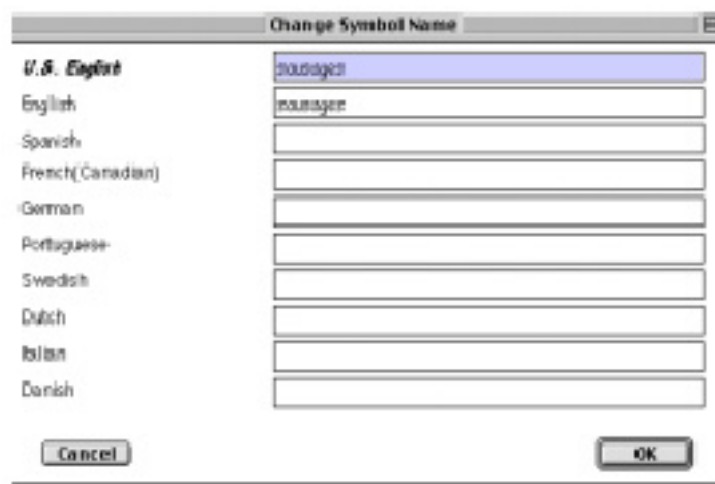 Change Symbol Name
U.S. English
English
Spanish
French(Canadian)
German
Portuguese
Swedish
Dutch
Italian
Danish
Cancel
OK